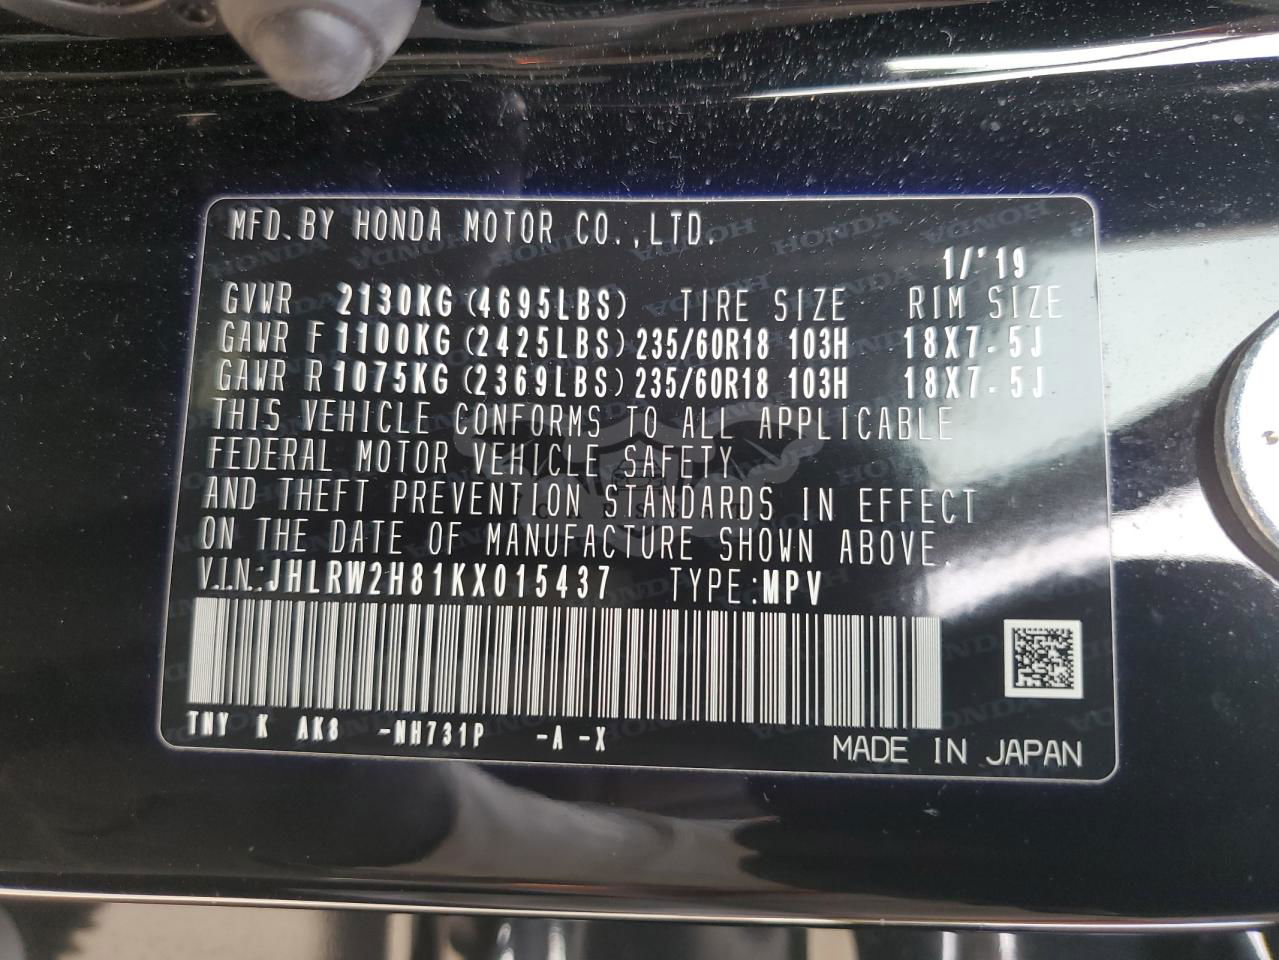 MFD. BY HONDA MOTOR CO.,LTD.
1/'19
GVWR 2130KG (4695LBS) TIRE SIZE RIM SIZE
GAWR F 1100KG (2425LBS) 235/60R18 103H 18X7.5J
GAWR R 1075KG (2369LBS) 235/60R18 103H 18X7.5J
THIS VEHICLE CONFORMS TO ALL APPLICABLE
FEDERAL MOTOR VEHICLE SAFETY
AND THEFT PREVENTION STANDARDS IN EFFECT
ON THE DATE OF MANUFACTURE SHOWN ABOVE.
V.I.N.:JHLRW2H81KX015437 TYPE:MPV
TNY K AK8 -NH731P -A -X
MADE IN JAPAN